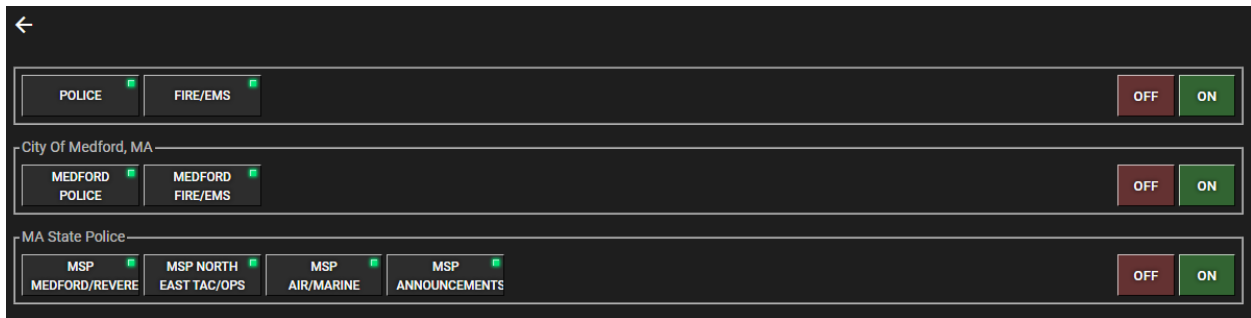 POLICE FIRE/EMS OFF ON
City Of Medford, MA
MEDFORD POLICE MEDFORD FIRE/EMS OFF ON
MA State Police
MSP MEDFORD/REVERE MSP NORTH EAST TAC/OPS MSP AIR/MARINE MSP ANNOUNCEMENTS OFF ON